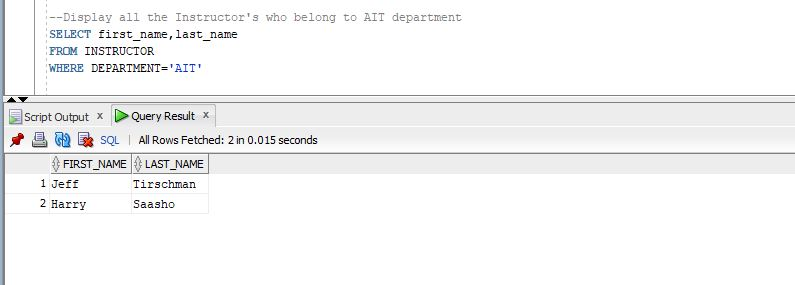 --Display all the Instructor's who belong to AIT department
SELECT first_name,last_name
FROM INSTRUCTOR
WHERE DEPARTMENT='AIT'
Script Output x Query Result x
SQL | All Rows Fetched: 2 in 0.015 seconds
FIRST_NAME LAST_NAME
1 Jeff Tirschman
2 Harry Saasho